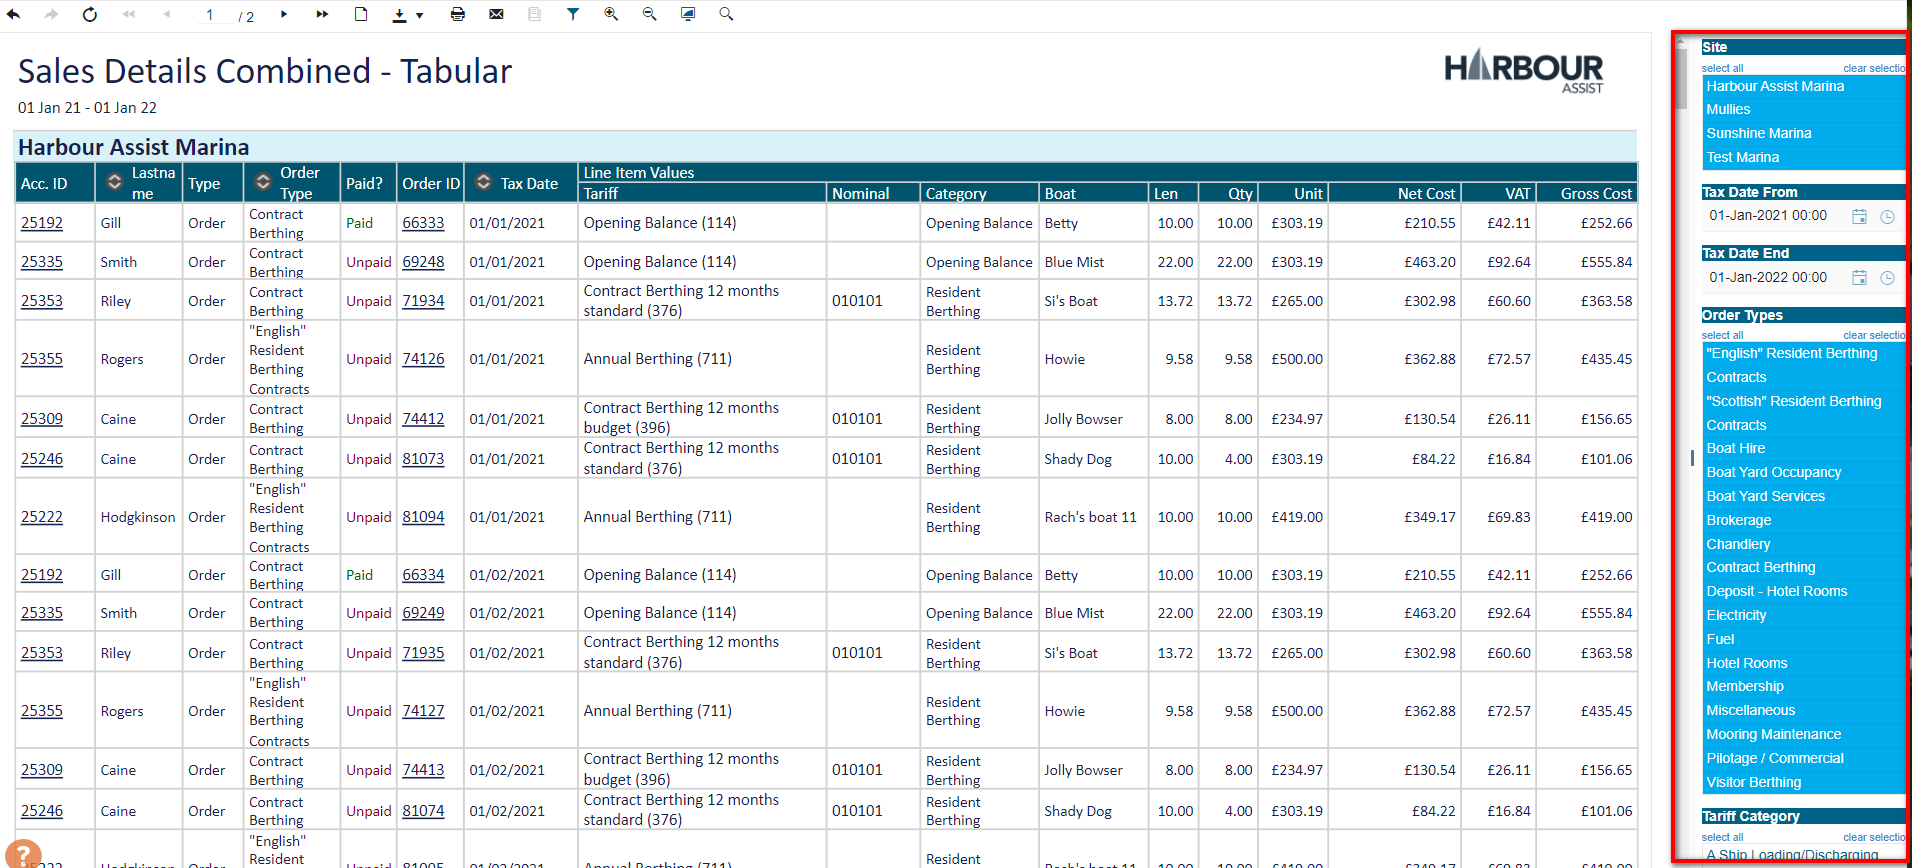 1 / 2
Sales Details Combined - Tabular
HARBOUR
ASSIST
01 Jan 21 - 01 Jan 22
Harbour Assist Marina
Acc. ID Lastna me Type Order Type Paid? Order ID Tax Date Line Item Values
Tariff Nominal Category Boat Len Qty Unit Net Cost VAT Gross Cost
25192 Gill Order Contract Berthing Paid 66333 01/01/2021 Opening Balance (114) Opening Balance Betty 10.00 10.00 £303.19 £210.55 £42.11 £252.66
25335 Smith Order Contract Berthing Unpaid 69248 01/01/2021 Opening Balance (114) Opening Balance Blue Mist 22.00 22.00 £303.19 £463.20 £92.64 £555.84
25353 Riley Order Contract Berthing Unpaid 71934 01/01/2021 Contract Berthing 12 months standard (376) 010101 Resident Berthing Si's Boat 13.72 13.72 £265.00 £302.98 £60.60 £363.58
25355 Rogers Order "English" Resident Berthing Contracts Unpaid 74126 01/01/2021 Annual Berthing (711) Resident Berthing Howie 9.58 9.58 £500.00 £362.88 £72.57 £435.45
25309 Caine Order Contract Berthing Unpaid 74412 01/01/2021 Contract Berthing 12 months budget (396) 010101 Resident Berthing Jolly Bowser 8.00 8.00 £234.97 £130.54 £26.11 £156.65
25246 Caine Order Contract Berthing Unpaid 81073 01/01/2021 Contract Berthing 12 months standard (376) 010101 Resident Berthing Shady Dog 10.00 4.00 £303.19 £84.22 £16.84 £101.06
25222 Hodgkinson Order "English" Resident Berthing Contracts Unpaid 81094 01/01/2021 Annual Berthing (711) Resident Berthing Rach's boat 11 10.00 10.00 £419.00 £349.17 £69.83 £419.00
25192 Gill Order Contract Berthing Paid 66334 01/02/2021 Opening Balance (114) Opening Balance Betty 10.00 10.00 £303.19 £210.55 £42.11 £252.66
25335 Smith Order Contract Berthing Unpaid 69249 01/02/2021 Opening Balance (114) Opening Balance Blue Mist 22.00 22.00 £303.19 £463.20 £92.64 £555.84
25353 Riley Order Contract Berthing Unpaid 71935 01/02/2021 Contract Berthing 12 months standard (376) 010101 Resident Berthing Si's Boat 13.72 13.72 £265.00 £302.98 £60.60 £363.58
25355 Rogers Order "English" Resident Berthing Contracts Unpaid 74127 01/02/2021 Annual Berthing (711) Resident Berthing Howie 9.58 9.58 £500.00 £362.88 £72.57 £435.45
25309 Caine Order Contract Berthing Unpaid 74413 01/02/2021 Contract Berthing 12 months budget (396) 010101 Resident Berthing Jolly Bowser 8.00 8.00 £234.97 £130.54 £26.11 £156.65
25246 Caine Order Contract Berthing Unpaid 81074 01/02/2021 Contract Berthing 12 months standard (376) 010101 Resident Berthing Shady Dog 10.00 4.00 £303.19 £84.22 £16.84 £101.06
"English" Resident Resident
?
Site
select all clear selectio
Harbour Assist Marina
Mullies
Sunshine Marina
Test Marina
Tax Date From
01-Jan-2021 00:00
Tax Date End
01-Jan-2022 00:00
Order Types
select all clear selectio
"English" Resident Berthing
Contracts
"Scottish" Resident Berthing
Contracts
Boat Hire
Boat Yard Occupancy
Boat Yard Services
Brokerage
Chandlery
Contract Berthing
Deposit - Hotel Rooms
Electricity
Fuel
Hotel Rooms
Membership
Miscellaneous
Mooring Maintenance
Pilotage / Commercial
Visitor Berthing
Tariff Category
select all clear selectio
A Ship Loading/Discharging